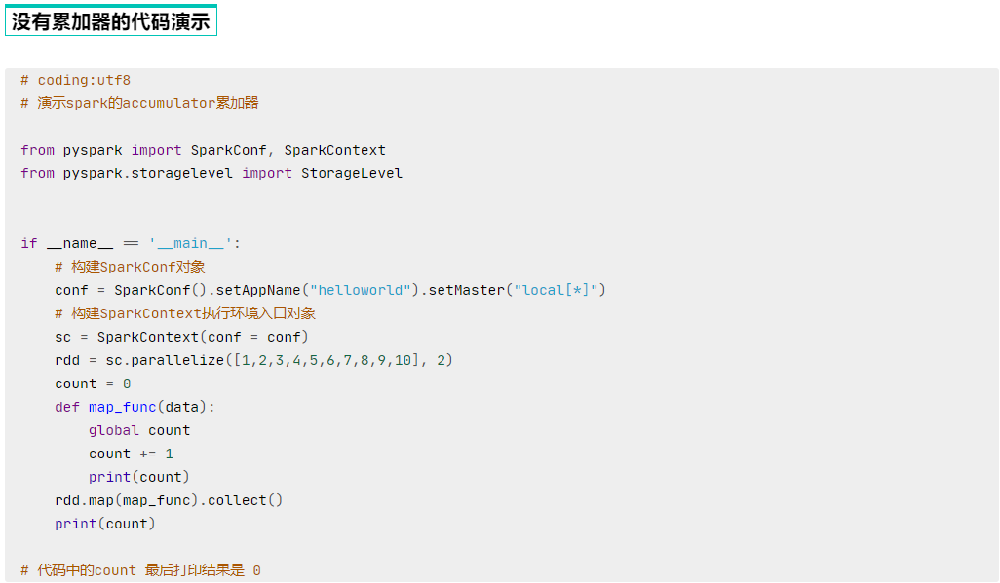 没有累加器的代码演示
# coding:utf8
# 演示spark的accumulator累加器
from pyspark import SparkConf, SparkContext
from pyspark.storagelevel import StorageLevel
if __name__ == '__main__':
    # 构建SparkConf对象
    conf = SparkConf().setAppName("helloworld").setMaster("local[*]")
    # 构建SparkContext执行环境入口对象
    sc = SparkContext(conf = conf)
    rdd = sc.parallelize([1,2,3,4,5,6,7,8,9,10], 2)
    count = 0
    def map_func(data):
        global count
        count += 1
        print(count)
    rdd.map(map_func).collect()
    print(count)
# 代码中的count 最后打印结果是 0